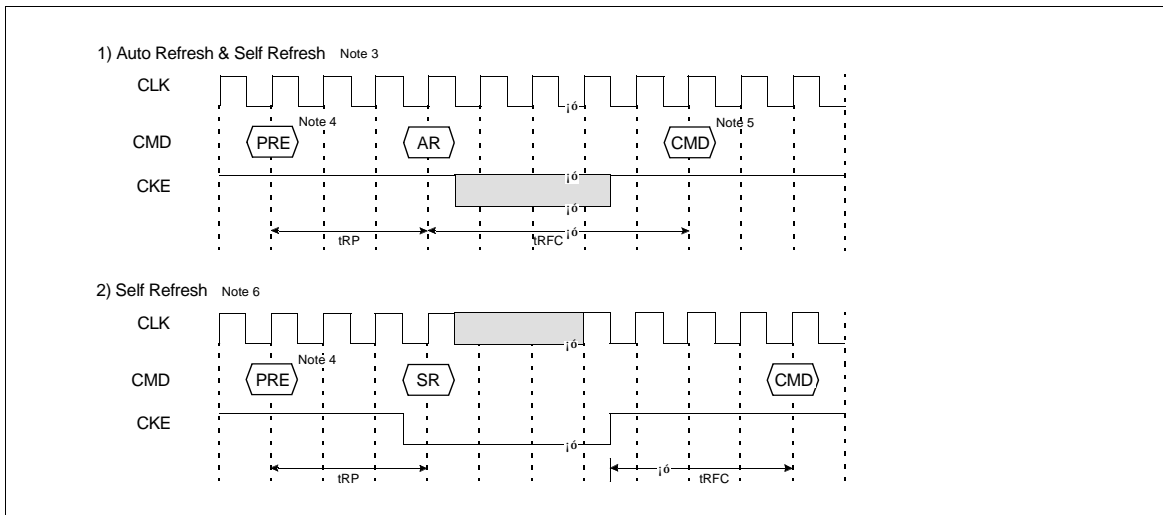 1) Auto Refresh & Self Refresh Note 3
CLK
¡ó
CMD
PRE
Note 4
AR
CMD
Note 5
CKE
¡ó
¡ó
tRP
tRFC
¡ó
2) Self Refresh Note 6
CLK
¡ó
CMD
PRE
Note 4
SR
CMD
CKE
¡ó
tRP
¡ó
tRFC